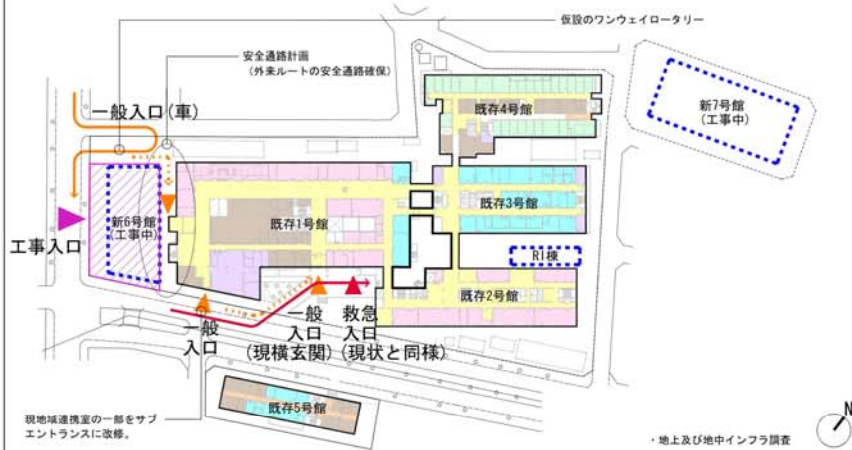 仮設のワンウェイロータリー
安全通路計画
（外来ルートの安全通路確保）
一般入口(車)
既存4号館
新7号館
(工事中)
新6号館
(工事中)
既存1号館
既存3号館
工事入口
RI棟
既存2号館
一般
入口
一般
入口
(現横玄関)
救急
入口
(現状と同様)
既存5号館
現地域連携室の一部をサブ
エントランスに改修。
・地上及び地中インフラ調査
N